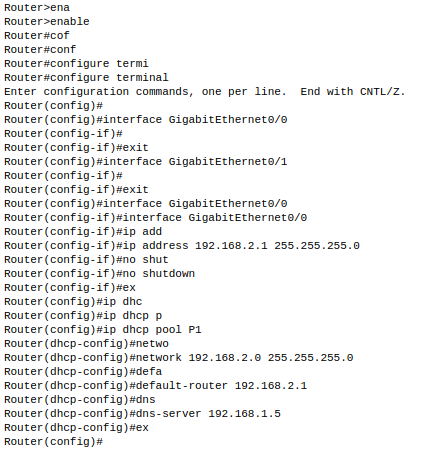 Router>ena
Router>enable
Router#cof
Router#conf
Router#configure termi
Router#configure terminal
Enter configuration commands, one per line.  End with CNTL/Z.
Router(config)#
Router(config)#interface GigabitEthernet0/0
Router(config-if)#
Router(config-if)#exit
Router(config)#interface GigabitEthernet0/1
Router(config-if)#
Router(config-if)#exit
Router(config)#interface GigabitEthernet0/0
Router(config-if)#interface GigabitEthernet0/0
Router(config-if)#ip add
Router(config-if)#ip address 192.168.2.1 255.255.255.0
Router(config-if)#no shut
Router(config-if)#no shutdown
Router(config-if)#ex
Router(config)#ip dhc
Router(config)#ip dhcp p
Router(config)#ip dhcp pool P1
Router(dhcp-config)#netwo
Router(dhcp-config)#network 192.168.2.0 255.255.255.0
Router(dhcp-config)#defa
Router(dhcp-config)#default-router 192.168.2.1
Router(dhcp-config)#dns
Router(dhcp-config)#dns-server 192.168.1.5
Router(dhcp-config)#ex
Router(config)#